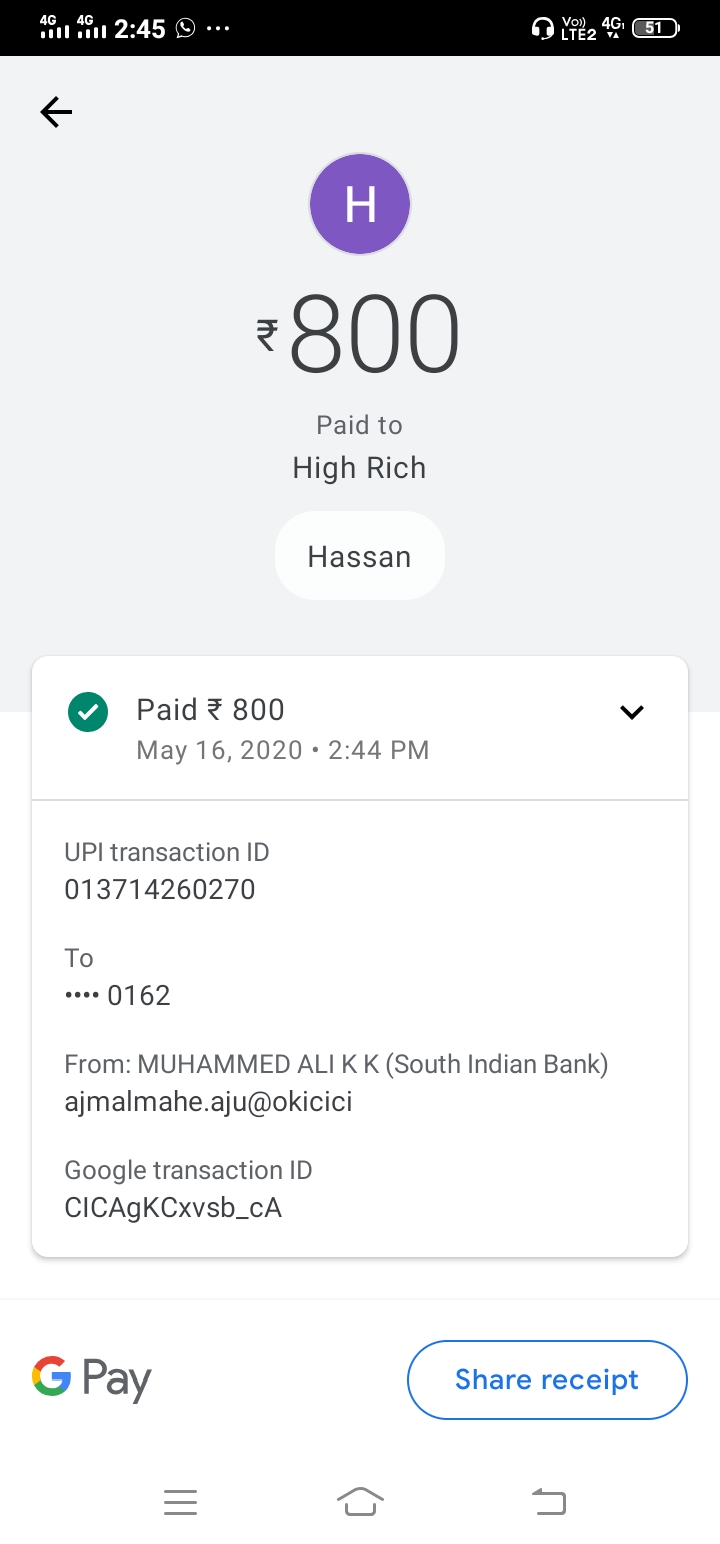 4G 4G 2:45 ...
Vo)) LTE2 4G 51
H
₹800
Paid to
High Rich
Hassan
Paid ₹ 800
May 16, 2020 • 2:44 PM
UPI transaction ID
013714260270
To
•••• 0162
From: MUHAMMED ALI K K (South Indian Bank)
ajmalmahe.aju@okicici
Google transaction ID
CICAgKCxvsb_cA
G Pay
Share receipt